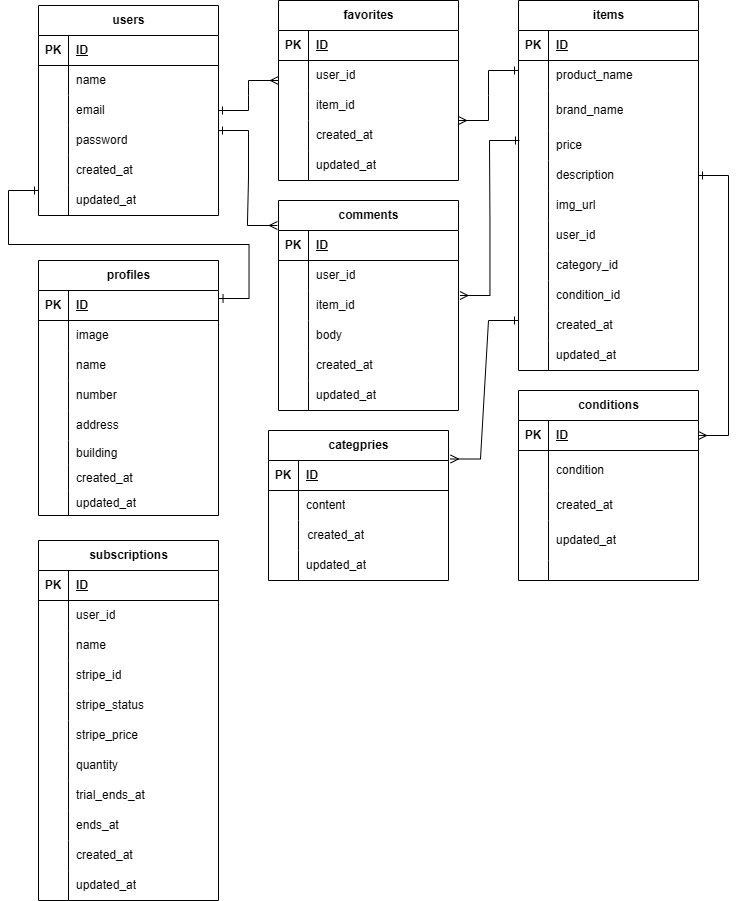 users
PK ID
name
email
password
created_at
updated_at
favorites
PK ID
user_id
item_id
created_at
updated_at
items
PK ID
product_name
brand_name
price
description
img_url
user_id
category_id
condition_id
created_at
updated_at
comments
PK ID
user_id
item_id
body
created_at
updated_at
profiles
PK ID
image
name
number
address
building
created_at
updated_at
categpries
PK ID
content
created_at
updated_at
conditions
PK ID
condition
created_at
updated_at
subscriptions
PK ID
user_id
name
stripe_id
stripe_status
stripe_price
quantity
trial_ends_at
ends_at
created_at
updated_at